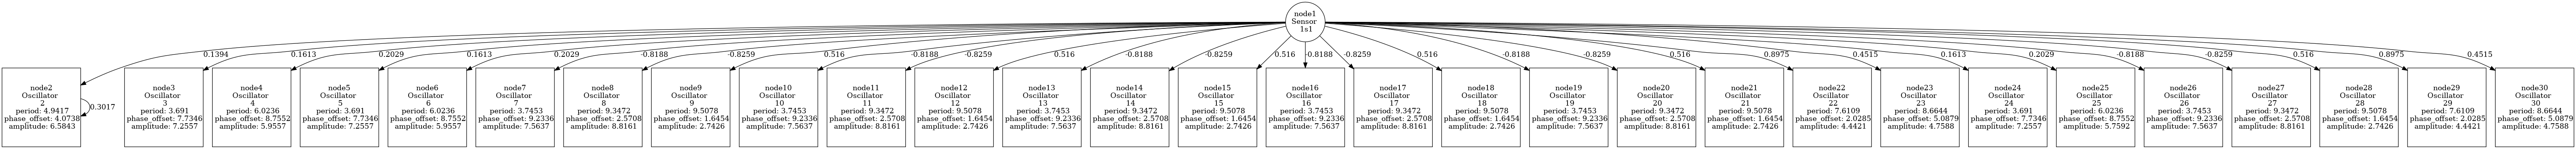 node1
Sensor
1s1
0.1394
0.1613
0.2029
0.1613
0.2029
-0.8188
-0.8259
0.516
-0.8188
-0.8259
0.516
-0.8188
-0.8259
0.516
-0.8188
-0.8259
0.516
-0.8188
-0.8259
0.516
0.8975
0.4515
0.1613
0.2029
-0.8188
-0.8259
0.516
0.8975
0.4515
node2
Oscillator
2
period: 4.9417
phase_offset: 4.0738
amplitude: 6.5843
0.3017
node3
Oscillator
3
period: 3.691
phase_offset: 7.7346
amplitude: 7.2557
node4
Oscillator
4
period: 6.0236
phase_offset: 8.7552
amplitude: 5.9557
node5
Oscillator
5
period: 3.691
phase_offset: 7.7346
amplitude: 7.2557
node6
Oscillator
6
period: 6.0236
phase_offset: 8.7552
amplitude: 5.9557
node7
Oscillator
7
period: 3.7453
phase_offset: 9.2336
amplitude: 7.5637
node8
Oscillator
8
period: 9.3472
phase_offset: 2.5708
amplitude: 8.8161
node9
Oscillator
9
period: 9.5078
phase_offset: 1.6454
amplitude: 2.7426
node10
Oscillator
10
period: 3.7453
phase_offset: 9.2336
amplitude: 7.5637
node11
Oscillator
11
period: 9.3472
phase_offset: 2.5708
amplitude: 8.8161
node12
Oscillator
12
period: 9.5078
phase_offset: 1.6454
amplitude: 2.7426
node13
Oscillator
13
period: 3.7453
phase_offset: 9.2336
amplitude: 7.5637
node14
Oscillator
14
period: 9.3472
phase_offset: 2.5708
amplitude: 8.8161
node15
Oscillator
15
period: 9.5078
phase_offset: 1.6454
amplitude: 2.7426
node16
Oscillator
16
period: 3.7453
phase_offset: 9.2336
amplitude: 7.5637
node17
Oscillator
17
period: 9.3472
phase_offset: 2.5708
amplitude: 8.8161
node18
Oscillator
18
period: 9.5078
phase_offset: 1.6454
amplitude: 2.7426
node19
Oscillator
19
period: 3.7453
phase_offset: 9.2336
amplitude: 7.5637
node20
Oscillator
20
period: 9.3472
phase_offset: 2.5708
amplitude: 8.8161
node21
Oscillator
21
period: 9.5078
phase_offset: 1.6454
amplitude: 2.7426
node22
Oscillator
22
period: 7.6109
phase_offset: 2.0285
amplitude: 4.4421
node23
Oscillator
23
period: 8.6644
phase_offset: 5.0879
amplitude: 4.7588
node24
Oscillator
24
period: 3.691
phase_offset: 7.7346
amplitude: 7.2557
node25
Oscillator
25
period: 6.0236
phase_offset: 8.7552
amplitude: 5.7592
node26
Oscillator
26
period: 3.7453
phase_offset: 9.2336
amplitude: 7.5637
node27
Oscillator
27
period: 9.3472
phase_offset: 2.5708
amplitude: 8.8161
node28
Oscillator
28
period: 9.5078
phase_offset: 1.6454
amplitude: 2.7426
node29
Oscillator
29
period: 7.6109
phase_offset: 2.0285
amplitude: 4.4421
node30
Oscillator
30
period: 8.6644
phase_offset: 5.0879
amplitude: 4.7588